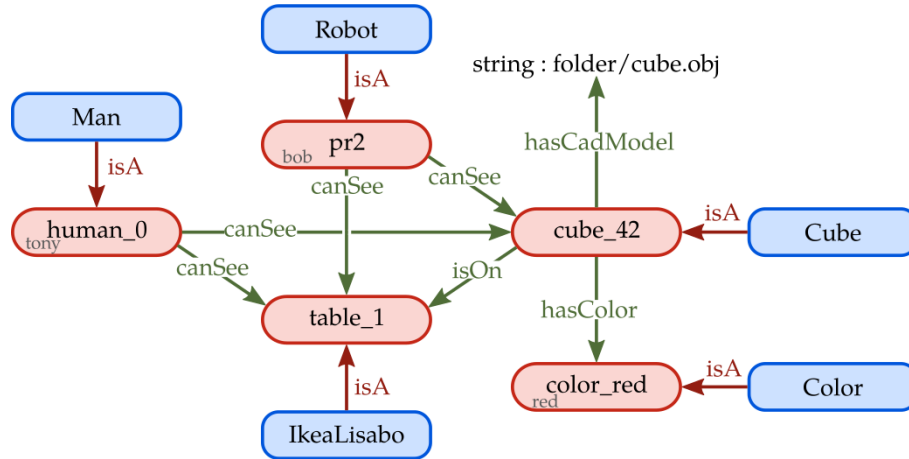 Robot
string : folder/cube.obj
isA
Man
pr2
bob
hasCadModel
isA
canSee
canSee
human_0
tony
canSee
cube_42
isA
Cube
canSee
isOn
table_1
hasColor
isA
color_red
red
isA
Color
IkeaLisabo